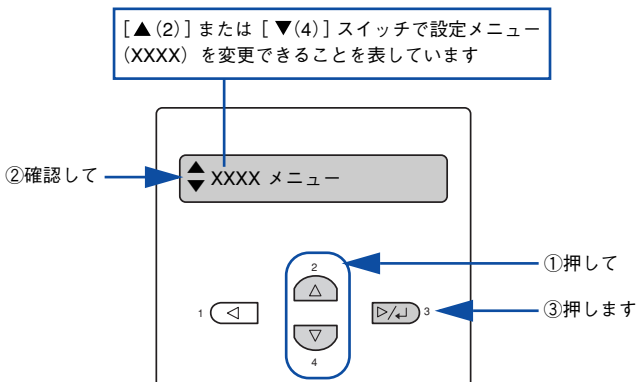 [▲(2)] または [▼(4)] スイッチで設定メニュー
(XXXX) を変更できることを表しています
②確認して
▲▼ XXXX メニュー
①押して
2
△
1 ◁
▷/↵ 3
③押します
▽
4